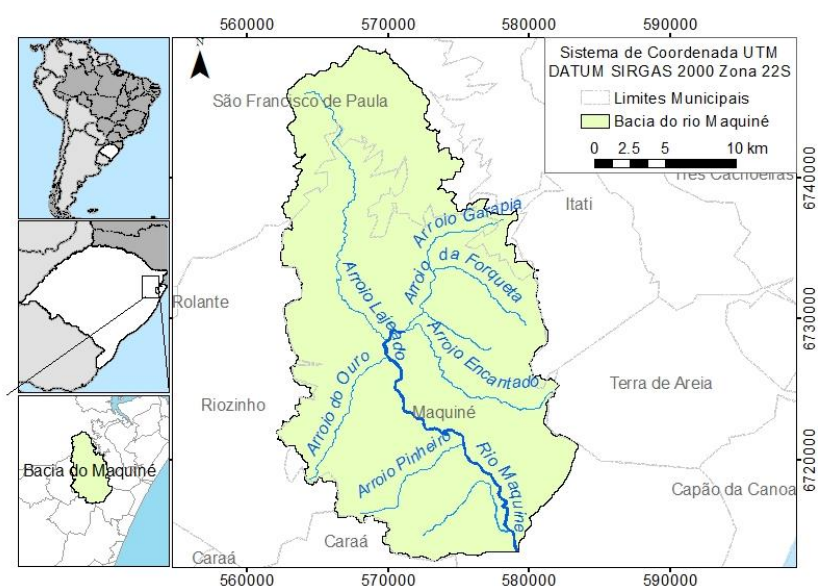 560000
570000
580000
590000
N
Sistema de Coordenada UTM
DATUM SIRGAS 2000 Zona 22S
Limites Municipais
Bacia do rio Maquiné
0 2.5 5 10 km
São Francisco de Paula
Três Cachoeiras
6740000
Arroio Garapia
Itati
Arroio da Forqueta
Rolante
Arroio Lajeado
6730000
Arroio Encantado
Arroio do Ouro
Terra de Areia
Riozinho
Maquiné
Bacia do Maquiné
Arroio Pinheiro
Rio Maquiné
6720000
Capão da Canoa
Caraá
Caraá
560000
570000
580000
590000